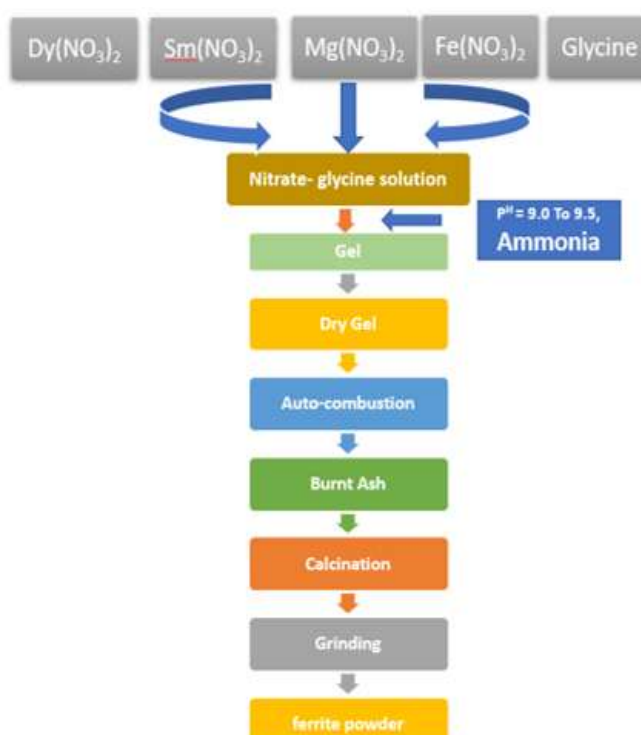 Dy(NO₃)₂
Sm(NO₃)₂
Mg(NO₃)₂
Fe(NO₃)₂
Glycine
Nitrate- glycine solution
Pᴴ = 9.0 To 9.5,
Ammonia
Gel
Dry Gel
Auto-combustion
Burnt Ash
Calcination
Grinding
ferrite powder